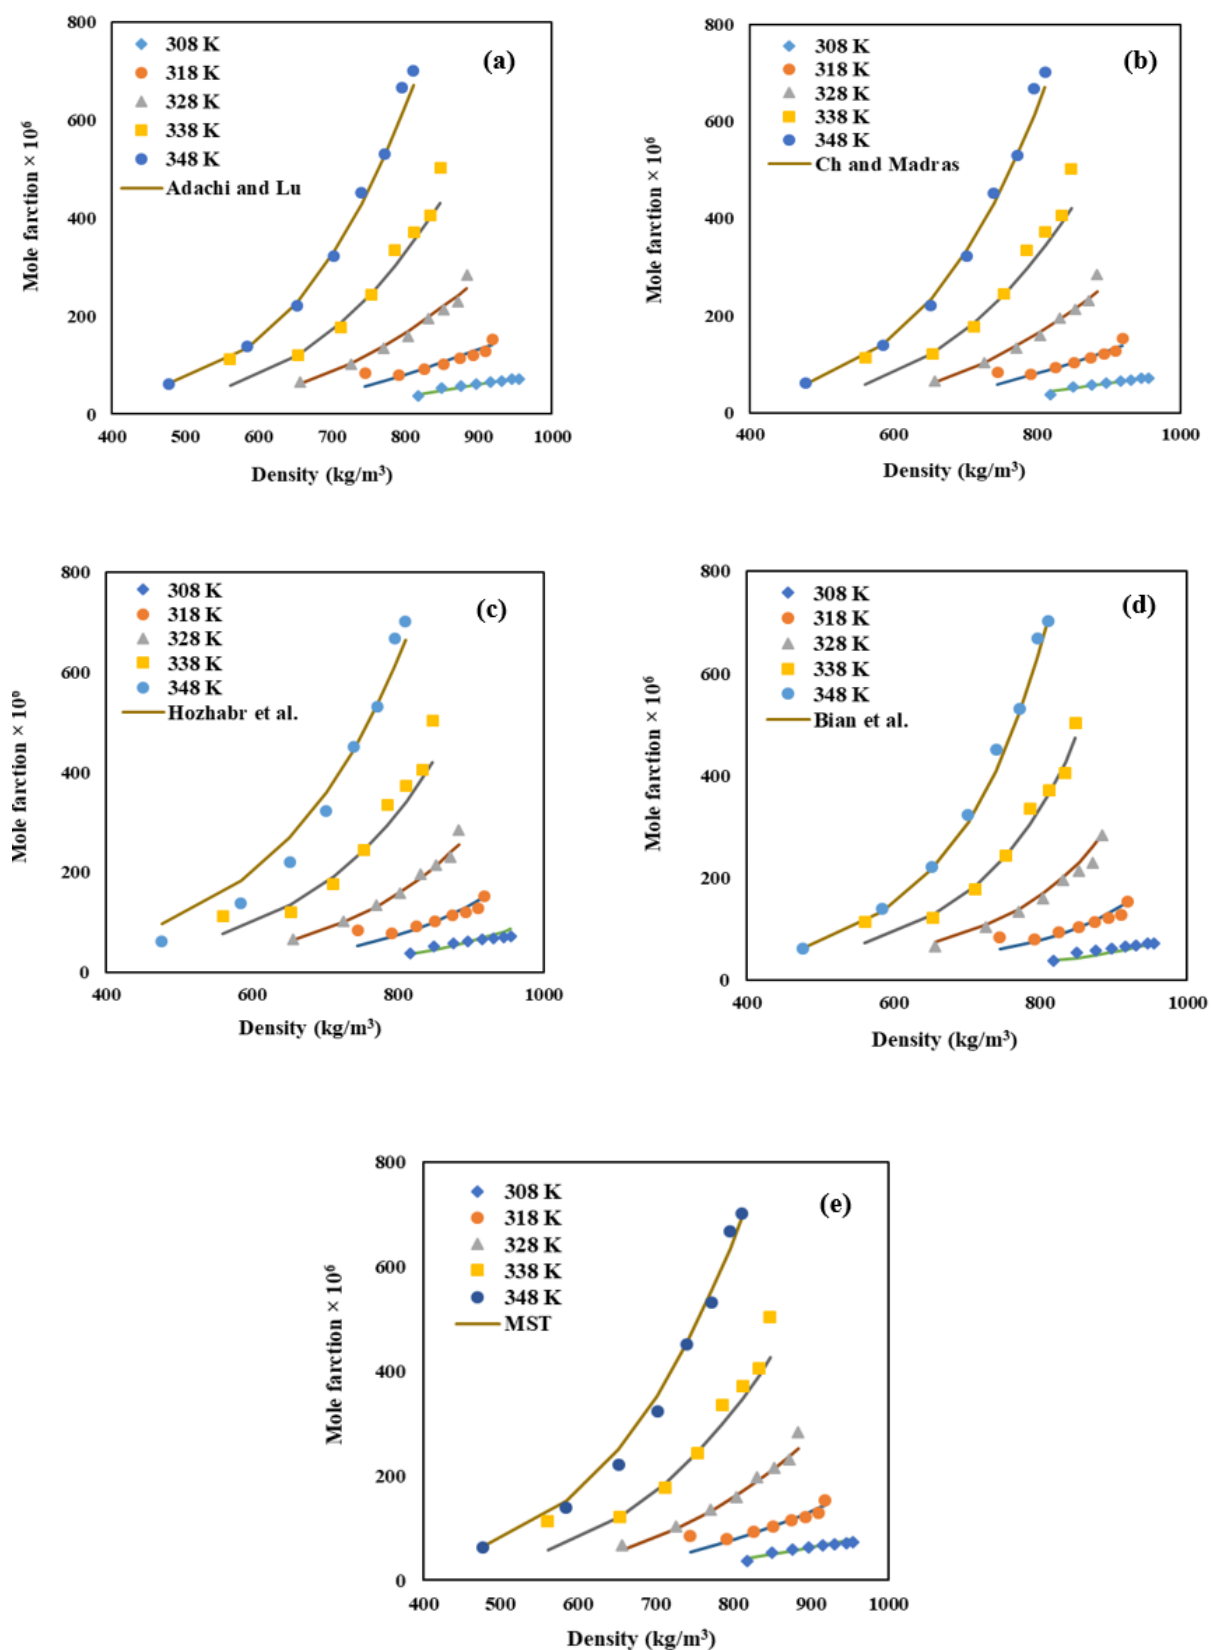 800
600
400
200
0
400
500
600
700
800
900
1000
Mole farction × 10⁶
Density (kg/m³)
308 K
318 K
328 K
338 K
348 K
Adachi and Lu
(a)
800
600
400
200
0
400
600
800
1000
Mole farction × 10⁶
Density (kg/m³)
308 K
318 K
328 K
338 K
348 K
Ch and Madras
(b)
800
600
400
200
0
400
600
800
1000
Mole farction × 10⁶
Density (kg/m³)
308 K
318 K
328 K
338 K
348 K
Hozhabr et al.
(c)
800
600
400
200
0
400
600
800
1000
Mole farction × 10⁶
Density (kg/m³)
308 K
318 K
328 K
338 K
348 K
Bian et al.
(d)
800
600
400
200
0
400
500
600
700
800
900
1000
Mole farction × 10⁶
Density (kg/m³)
308 K
318 K
328 K
338 K
348 K
MST
(e)